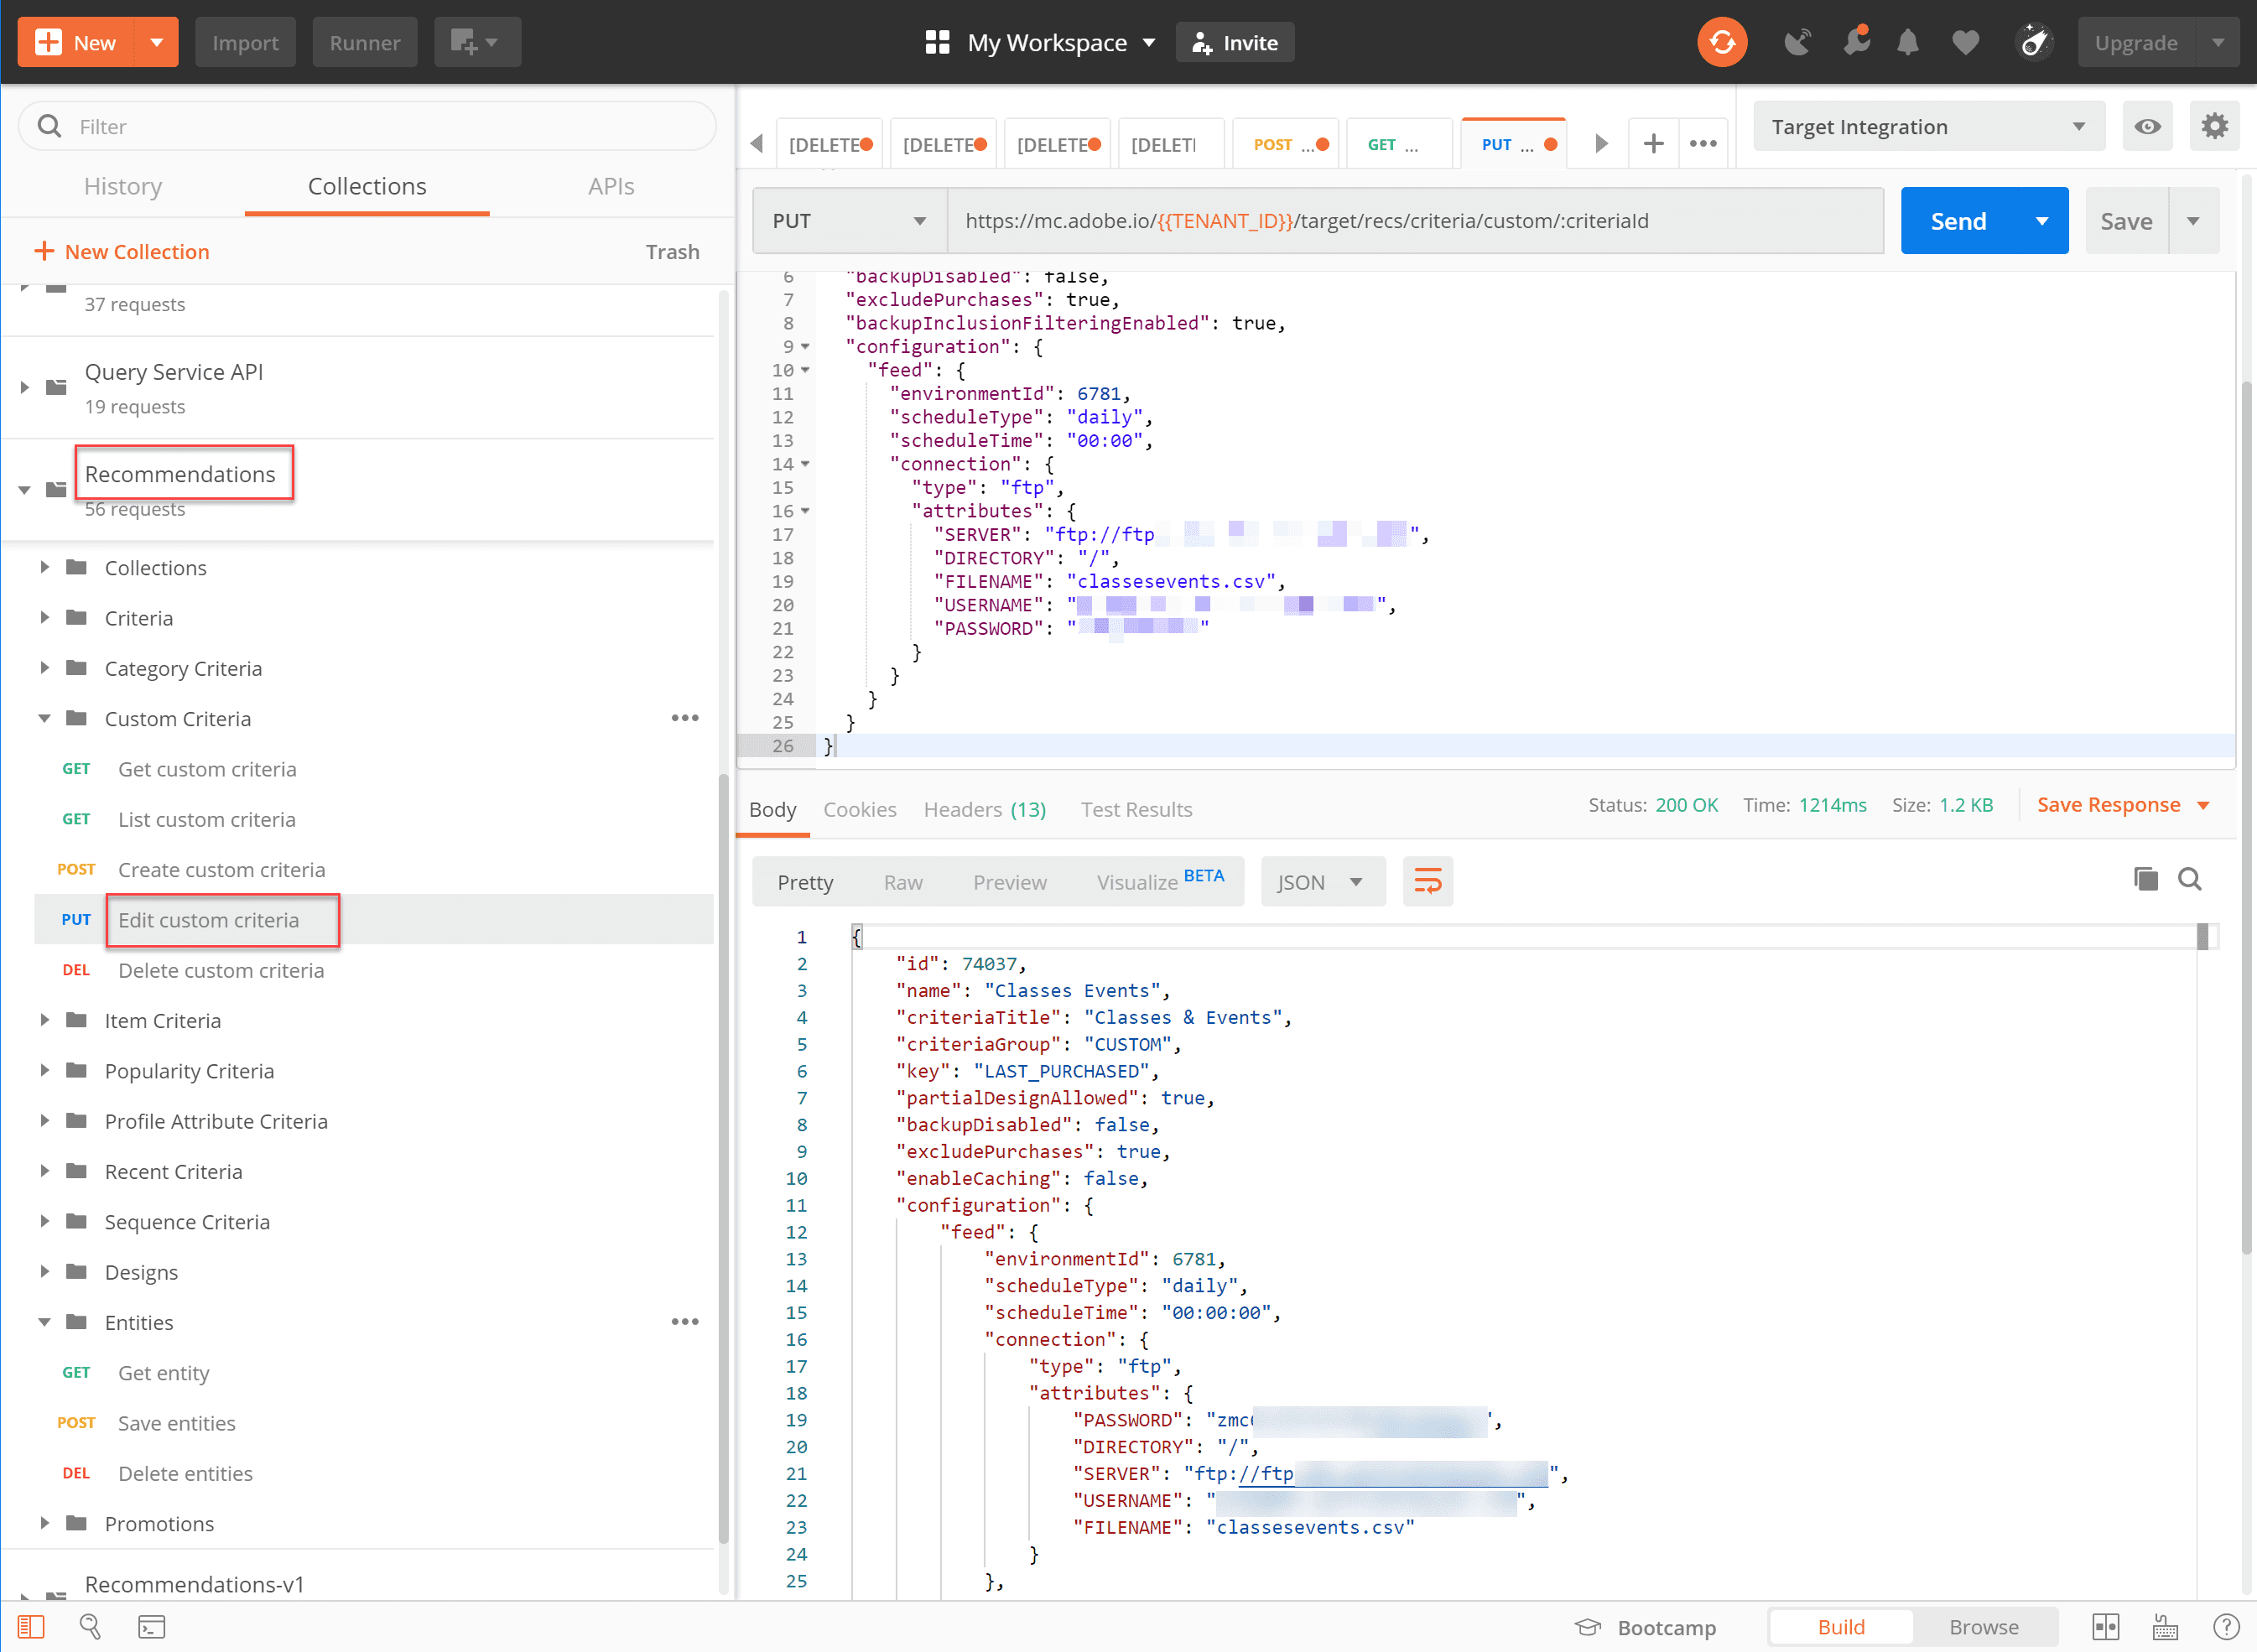 New
Import
Runner
My Workspace
Invite
Upgrade
Filter
History
Collections
APIs
New Collection
Trash
37 requests
Query Service API
19 requests
Recommendations
56 requests
Collections
Criteria
Category Criteria
Custom Criteria
GET Get custom criteria
GET List custom criteria
POST Create custom criteria
PUT Edit custom criteria
DEL Delete custom criteria
Item Criteria
Popularity Criteria
Profile Attribute Criteria
Recent Criteria
Sequence Criteria
Designs
Entities
GET Get entity
POST Save entities
DEL Delete entities
Promotions
Recommendations-v1
[DELETE
[DELETE
[DELETE
[DELET
POST ...
GET ...
PUT ...
Target Integration
PUT
https://mc.adobe.io/{{TENANT_ID}}/target/recs/criteria/custom/:criteriaId
Send
Save
6 "backupDisabled": false,
7 "excludePurchases": true,
8 "backupInclusionFilteringEnabled": true,
9 "configuration": {
10 "feed": {
11 "environmentId": 6781,
12 "scheduleType": "daily",
13 "scheduleTime": "00:00",
14 "connection": {
15 "type": "ftp",
16 "attributes": {
17 "SERVER": "ftp://ftp ",
18 "DIRECTORY": "/",
19 "FILENAME": "classesevents.csv",
20 "USERNAME": " ",
21 "PASSWORD": " "
22 }
23 }
24 }
25 }
26 }
Body
Cookies
Headers (13)
Test Results
Status: 200 OK
Time: 1214ms
Size: 1.2 KB
Save Response
Pretty
Raw
Preview
Visualize BETA
JSON
1 {
2 "id": 74037,
3 "name": "Classes Events",
4 "criteriaTitle": "Classes & Events",
5 "criteriaGroup": "CUSTOM",
6 "key": "LAST_PURCHASED",
7 "partialDesignAllowed": true,
8 "backupDisabled": false,
9 "excludePurchases": true,
10 "enableCaching": false,
11 "configuration": {
12 "feed": {
13 "environmentId": 6781,
14 "scheduleType": "daily",
15 "scheduleTime": "00:00:00",
16 "connection": {
17 "type": "ftp",
18 "attributes": {
19 "PASSWORD": "zmc ",
20 "DIRECTORY": "/",
21 "SERVER": "ftp://ftp ",
22 "USERNAME": " ",
23 "FILENAME": "classesevents.csv"
24 }
25 },
Bootcamp
Build
Browse